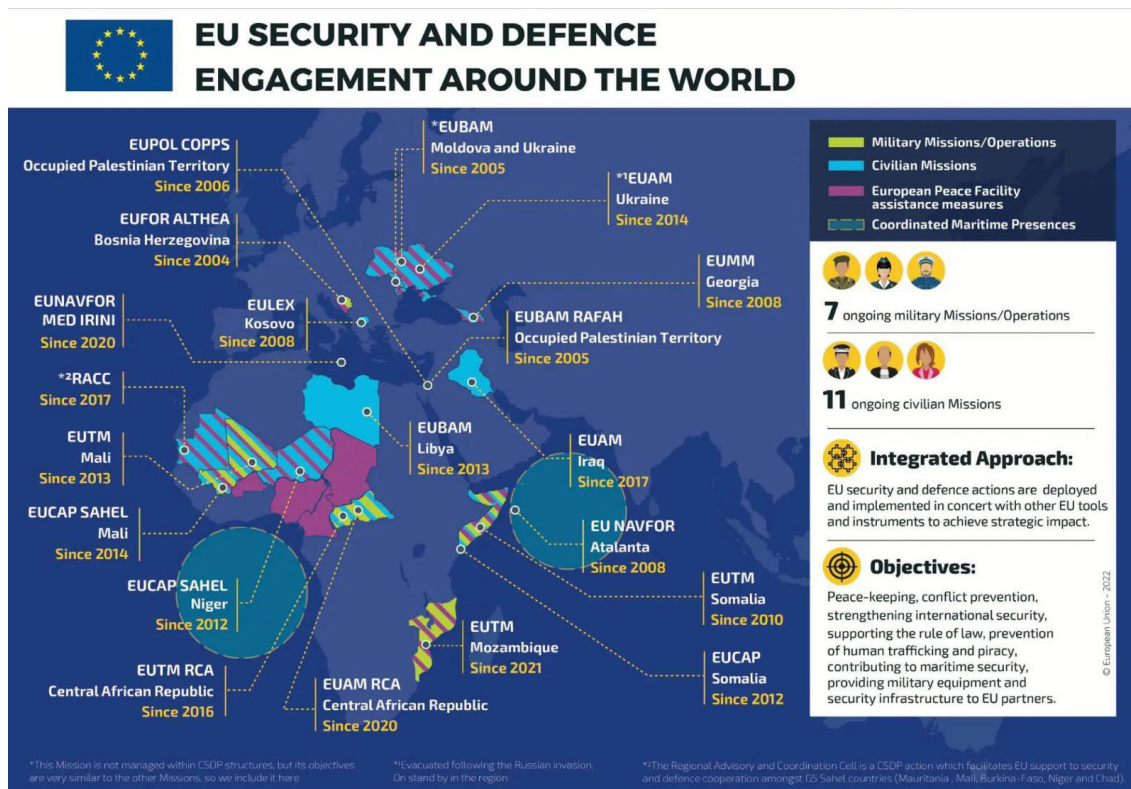 EU SECURITY AND DEFENCE
ENGAGEMENT AROUND THE WORLD
EUPOL COPPS
Occupied Palestinian Territory
Since 2006
EUFOR ALTHEA
Bosnia Herzegovina
Since 2004
EUNAVFOR
MED IRINI
Since 2020
EULEX
Kosovo
Since 2008
*²RACC
Since 2017
EUTM
Mali
Since 2013
EUCAP SAHEL
Mali
Since 2014
EUCAP SAHEL
Niger
Since 2012
EUTM RCA
Central African Republic
Since 2016
EUAM RCA
Central African Republic
Since 2020
*EUBAM
Moldova and Ukraine
Since 2005
*¹EUAM
Ukraine
Since 2014
EUMM
Georgia
Since 2008
EUBAM RAFAH
Occupied Palestinian Territory
Since 2005
EUBAM
Libya
Since 2013
EUAM
Iraq
Since 2017
EU NAVFOR
Atalanta
Since 2008
EUTM
Somalia
Since 2010
EUTM
Mozambique
Since 2021
EUCAP
Somalia
Since 2012
Military Missions/Operations
Civilian Missions
European Peace Facility
assistance measures
Coordinated Maritime Presences
7 ongoing military Missions/Operations
11 ongoing civilian Missions
Integrated Approach:
EU security and defence actions are deployed
and implemented in concert with other EU tools
and instruments to achieve strategic impact.
Objectives:
Peace-keeping, conflict prevention,
strengthening international security,
supporting the rule of law, prevention
of human trafficking and piracy,
contributing to maritime security,
providing military equipment and
security infrastructure to EU partners.
© European Union - 2022
*This Mission is not managed within CSDP structures, but its objectives
are very similar to the other Missions, so we include it here
*¹Evacuated following the Russian invasion.
On stand by in the region
*²The Regional Advisory and Coordination Cell is a CSDP action which facilitates EU support to security
and defence cooperation amongst G5 Sahel countries (Mauritania , Mali, Burkina-Faso, Niger and Chad).